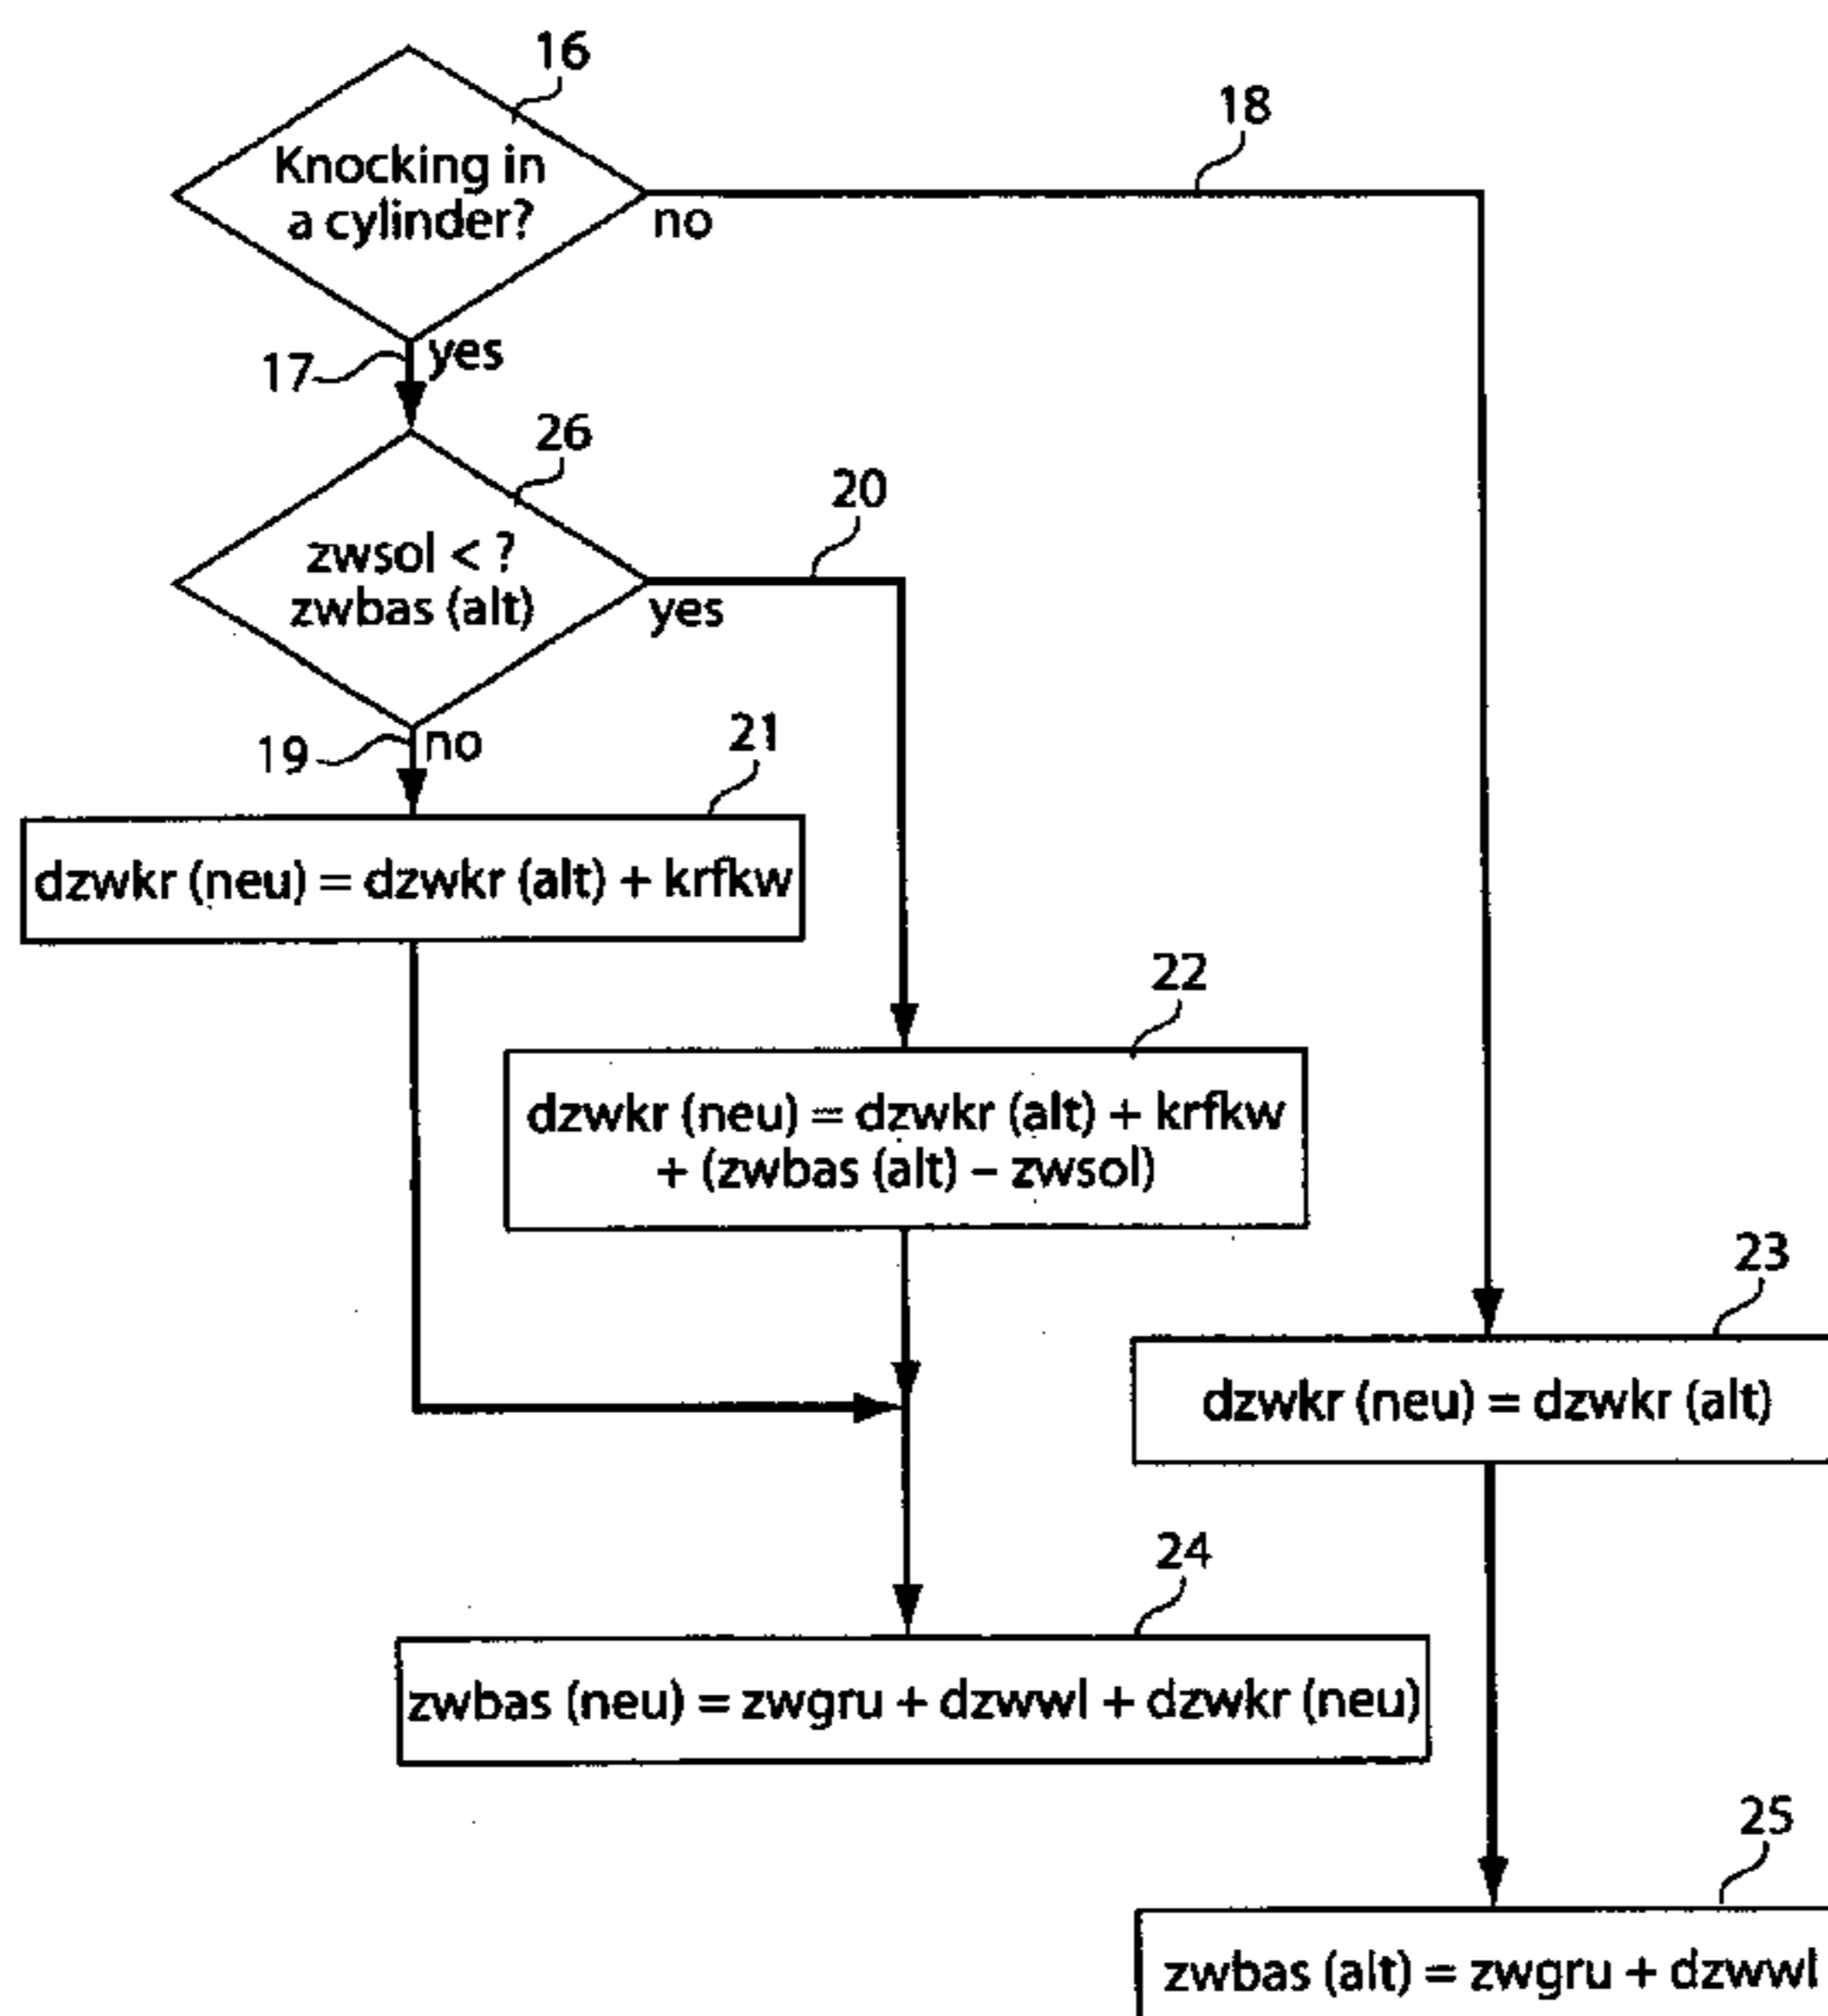 16
Knocking in
a cylinder?
no
18
17
yes
26
zwsol < ?
zwbas (alt)
yes
20
19
no
21
dzwkr (neu) = dzwkr (alt) + krfkw
22
dzwkr (neu) = dzwkr (alt) + krfkw
+ (zwbas (alt) – zwsol)
23
dzwkr (neu) = dzwkr (alt)
24
zwbas (neu) = zwgru + dzwwl + dzwkr (neu)
25
zwbas (alt) = zwgru + dzwwl